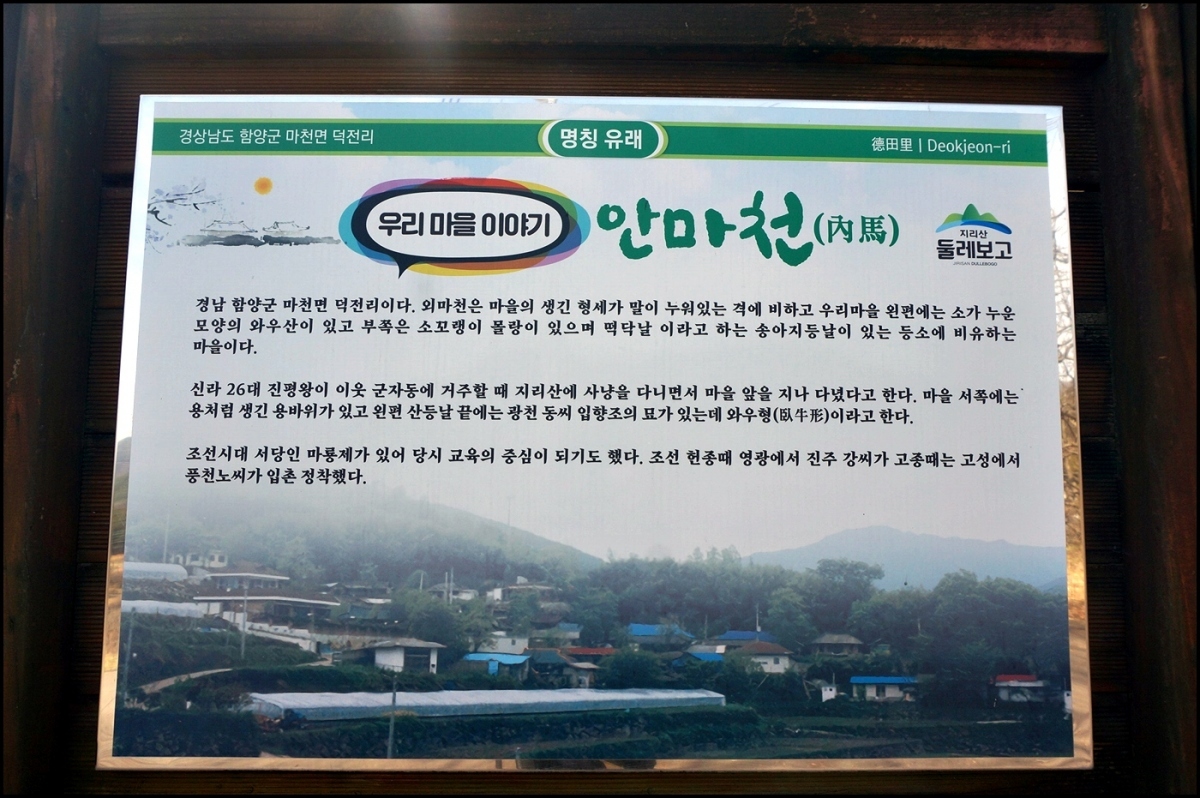 경상남도 함양군 마천면 덕전리
명칭 유래
德田里 | Deokjeon-ri
우리 마을 이야기
안마천(內馬)
지리산
둘레보고
JIRISAN DULLEBOGO
경남 함양군 마천면 덕전리이다. 외마천은 마을의 생긴 형세가 말이 누워있는 격에 비하고 우리마을 왼편에는 소가 누운
모양의 와우산이 있고 부쪽은 소꼬랭이 몰랑이 있으며 떡닥날 이라고 하는 송아지등날이 있는 등소에 비유하는
마을이다.
신라 26대 진평왕이 이웃 군자동에 거주할 때 지리산에 사냥을 다니면서 마을 앞을 지나 다녔다고 한다. 마을 서쪽에는
용처럼 생긴 용바위가 있고 왼편 산등날 끝에는 광천 동씨 입향조의 묘가 있는데 와우형(臥牛形)이라고 한다.
조선시대 서당인 마룡제가 있어 당시 교육의 중심이 되기도 했다. 조선 헌종때 영광에서 진주 강씨가 고종때는 고성에서
풍천노씨가 입촌 정착했다.